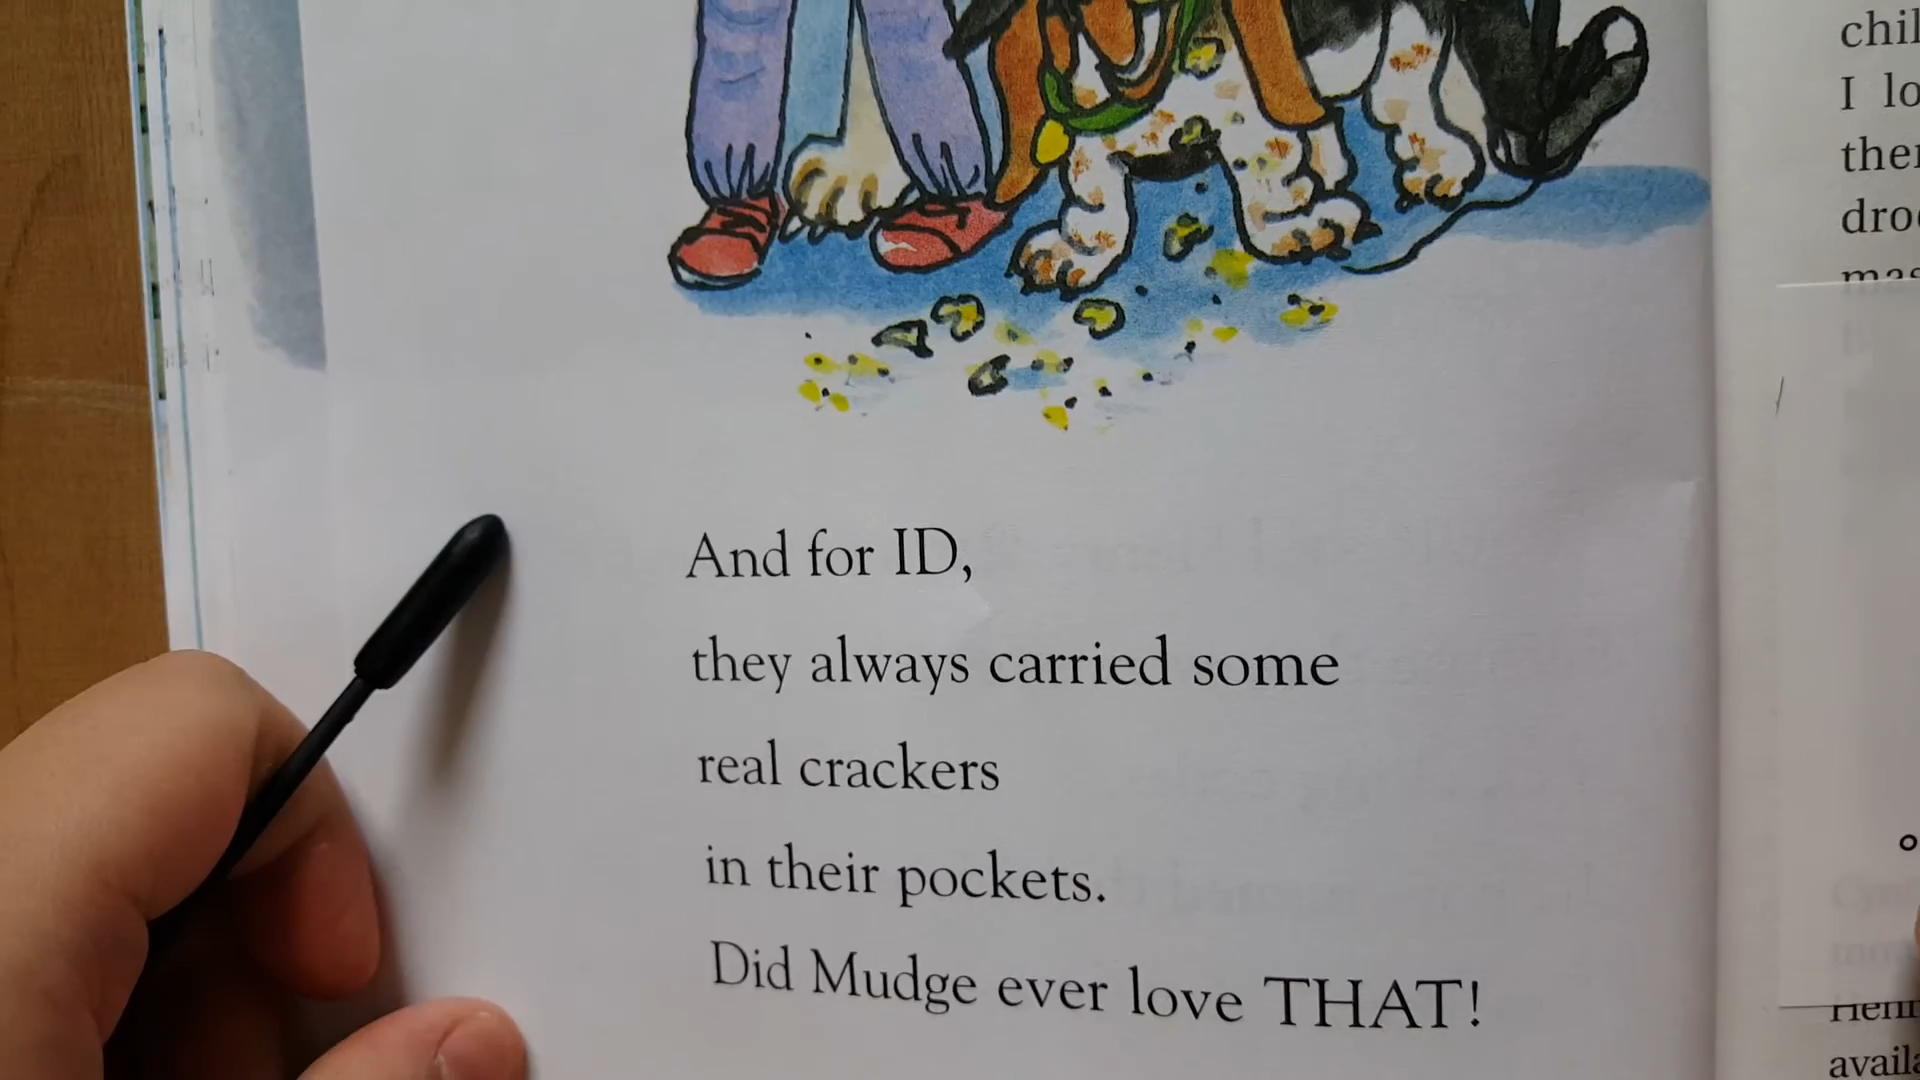 And for ID,
they always carried some
real crackers
in their pockets.
Did Mudge ever love THAT!
I